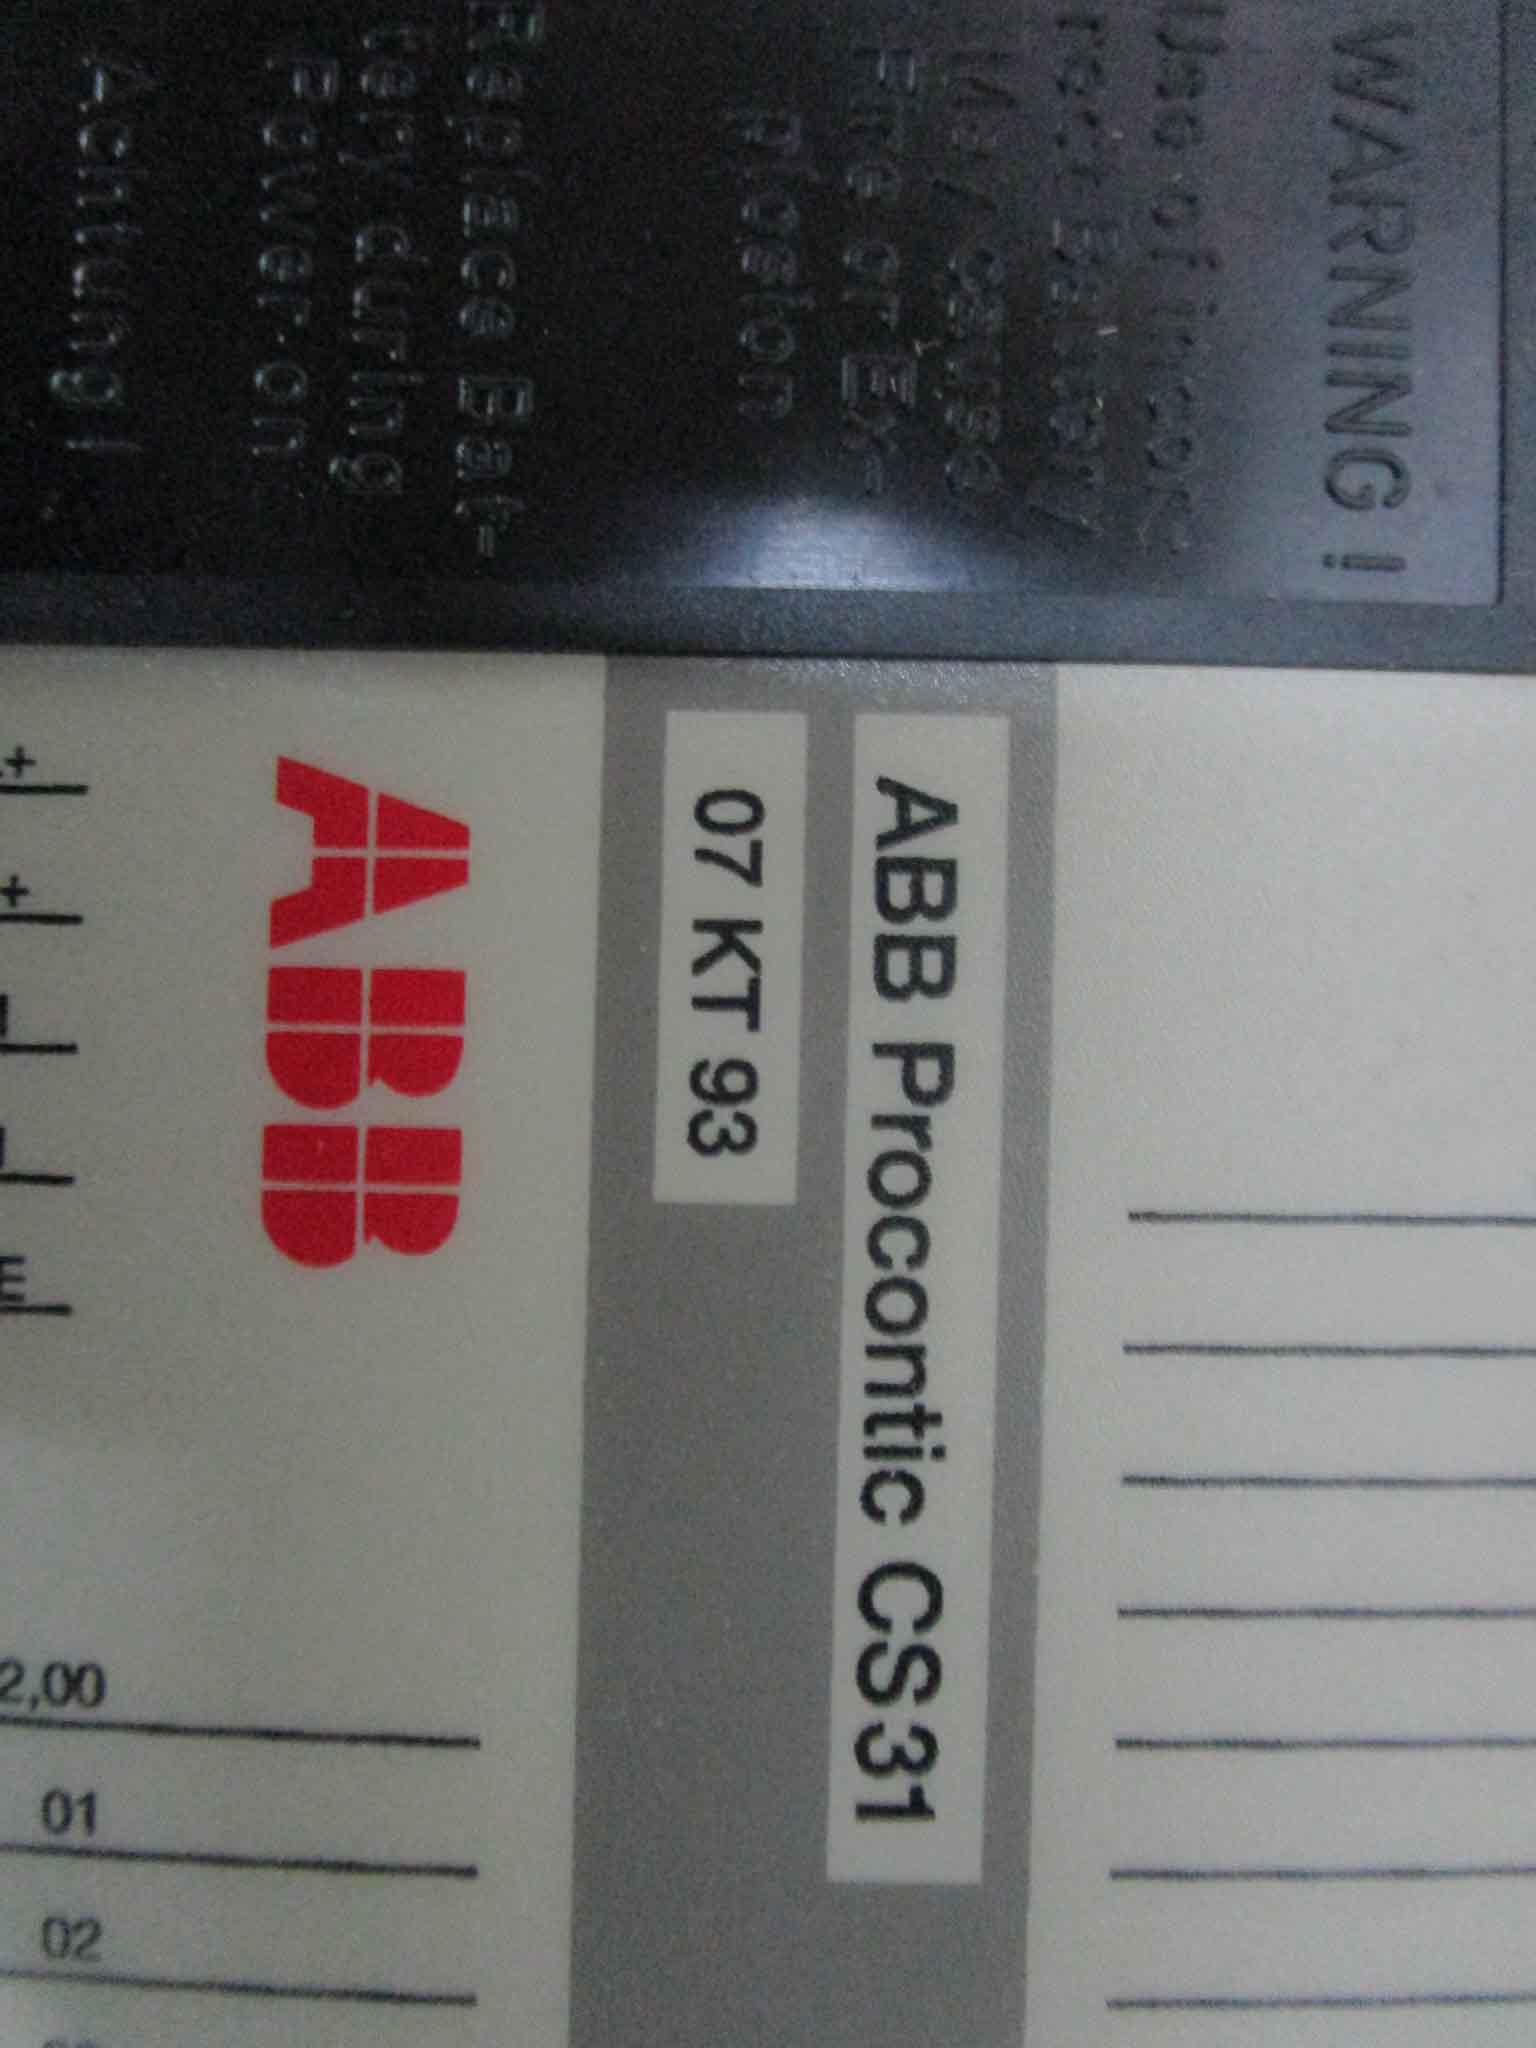 WARNING !
Use of incor-
rect Battery
May cause
Fire or Ex-
plosion
Replace Bat-
tery during
Power-on
Achtung !
ABB Procontic CS31
07 KT 93
ABB
+
+
–
–
E
2,00
01
02